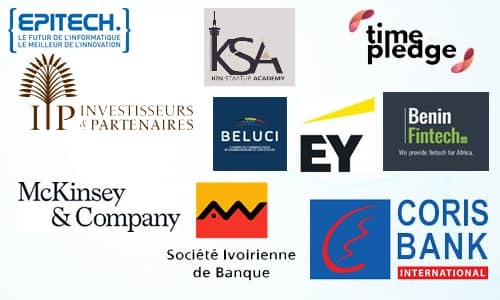 {EPITECH.}
LE FUTUR DE L'INFORMATIQUE
LE MEILLEUR DE L'INNOVATION
KSA
KIN STARTUP ACADEMY
time
pledge
I&P INVESTISSEURS
& PARTENAIRES
BELUCI
EY
Benin
Fintech
We provide fintech for Africa.
McKinsey
& Company
Société Ivoirienne
de Banque
CORIS
BANK
INTERNATIONAL